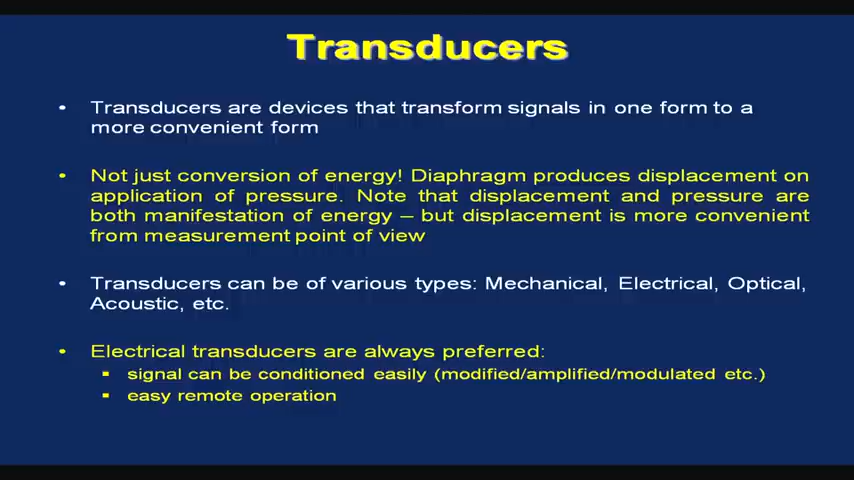 Transducers
• Transducers are devices that transform signals in one form to a
more convenient form
• Not just conversion of energy! Diaphragm produces displacement on
application of pressure. Note that displacement and pressure are
both manifestation of energy – but displacement is more convenient
from measurement point of view
• Transducers can be of various types: Mechanical, Electrical, Optical,
Acoustic, etc.
• Electrical transducers are always preferred:
▪ signal can be conditioned easily (modified/amplified/modulated etc.)
▪ easy remote operation